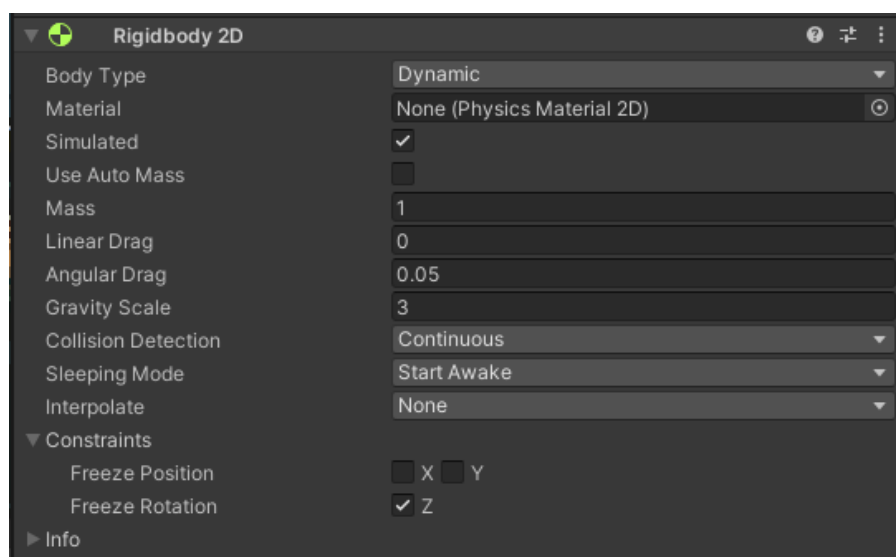 Rigidbody 2D
Body Type Dynamic
Material None (Physics Material 2D)
Simulated
Use Auto Mass
Mass 1
Linear Drag 0
Angular Drag 0.05
Gravity Scale 3
Collision Detection Continuous
Sleeping Mode Start Awake
Interpolate None
Constraints
Freeze Position X Y
Freeze Rotation Z
Info